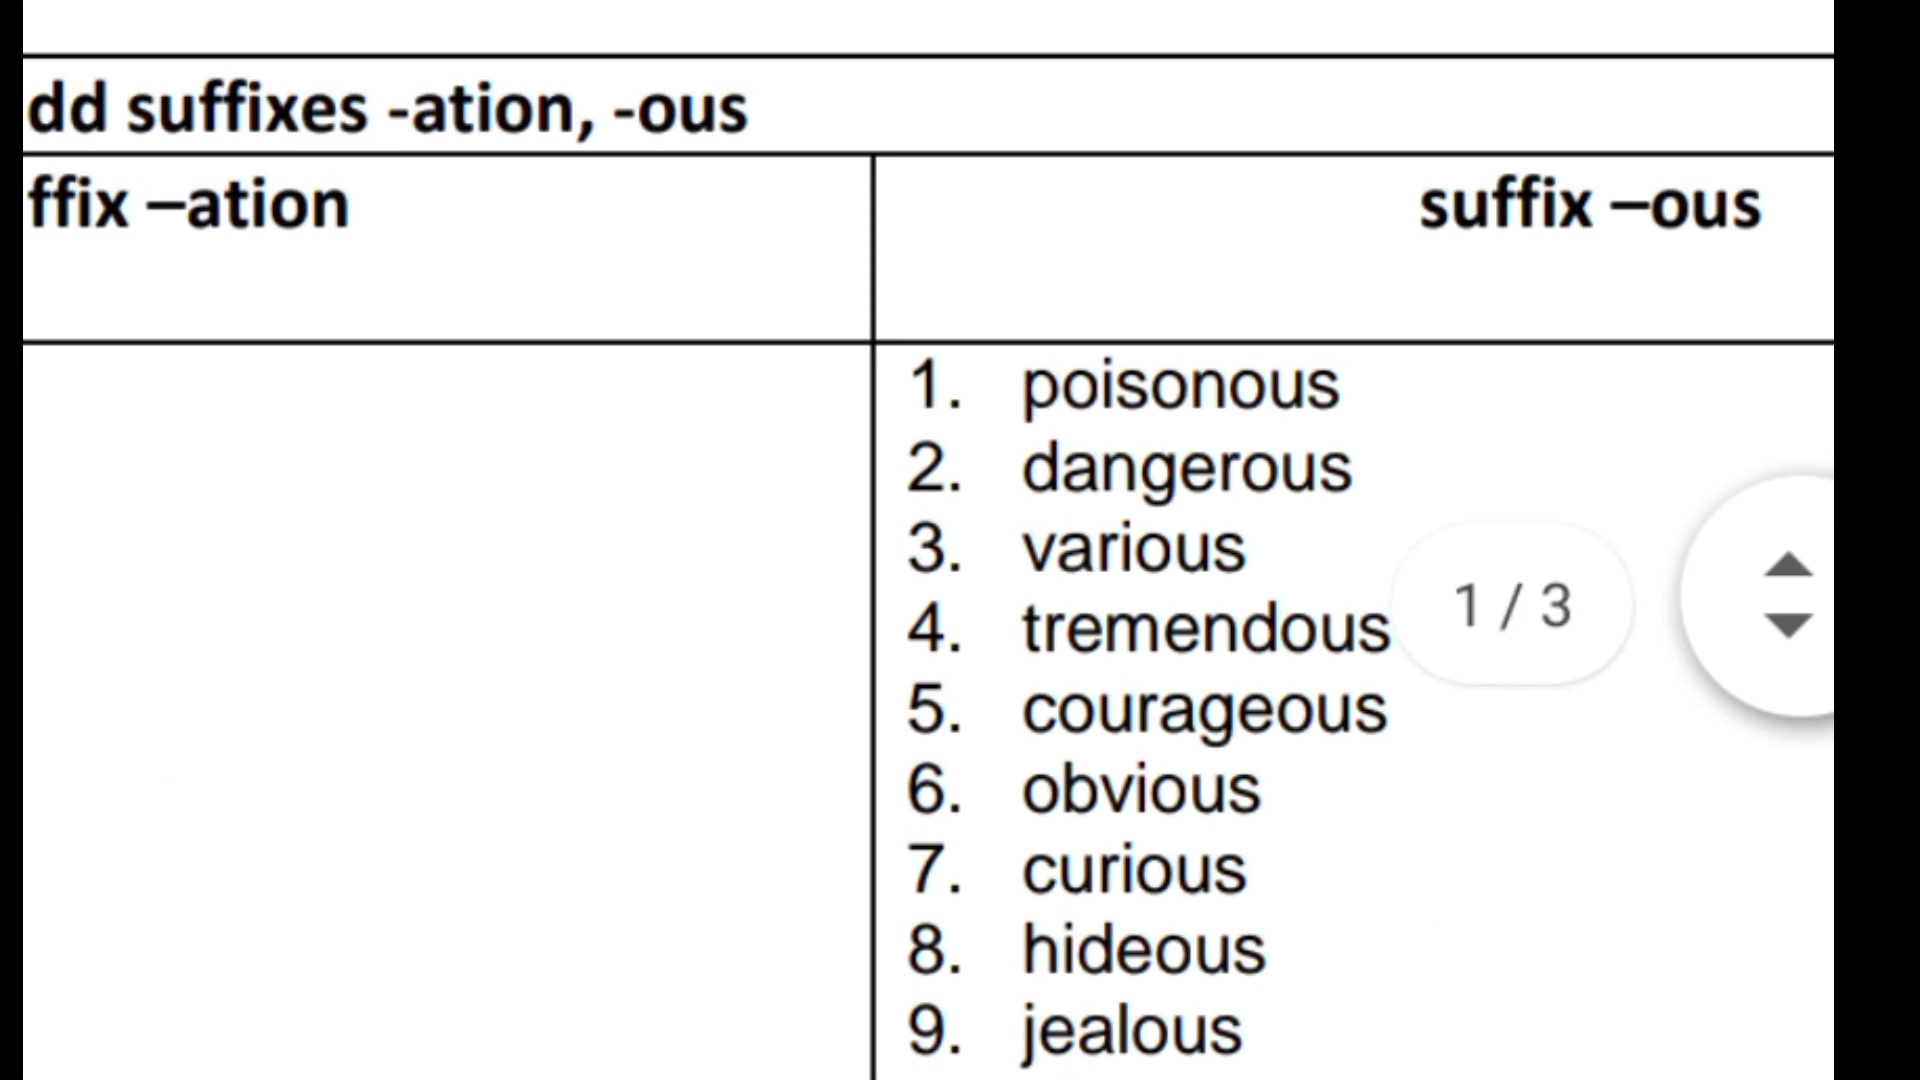 dd suffixes -ation, -ous
ffix –ation
suffix –ous
1. poisonous
2. dangerous
3. various
4. tremendous
5. courageous
6. obvious
7. curious
8. hideous
9. jealous
1 / 3